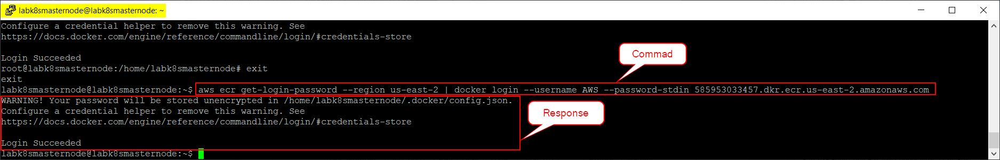 labk8smasternode@labk8smasternode: ~
Configure a credential helper to remove this warning. See
https://docs.docker.com/engine/reference/commandline/login/#credentials-store
Commad
Login Succeeded
root@labk8smasternode:/home/labk8smasternode# exit
exit
labk8smasternode@labk8smasternode:~$ aws ecr get-login-password --region us-east-2 | docker login --username AWS --password-stdin 585953033457.dkr.ecr.us-east-2.amazonaws.com
WARNING! Your password will be stored unencrypted in /home/labk8smasternode/.docker/config.json.
Configure a credential helper to remove this warning. See
Response
https://docs.docker.com/engine/reference/commandline/login/#credentials-store
Login Succeeded
labk8smasternode@labk8smasternode:~$